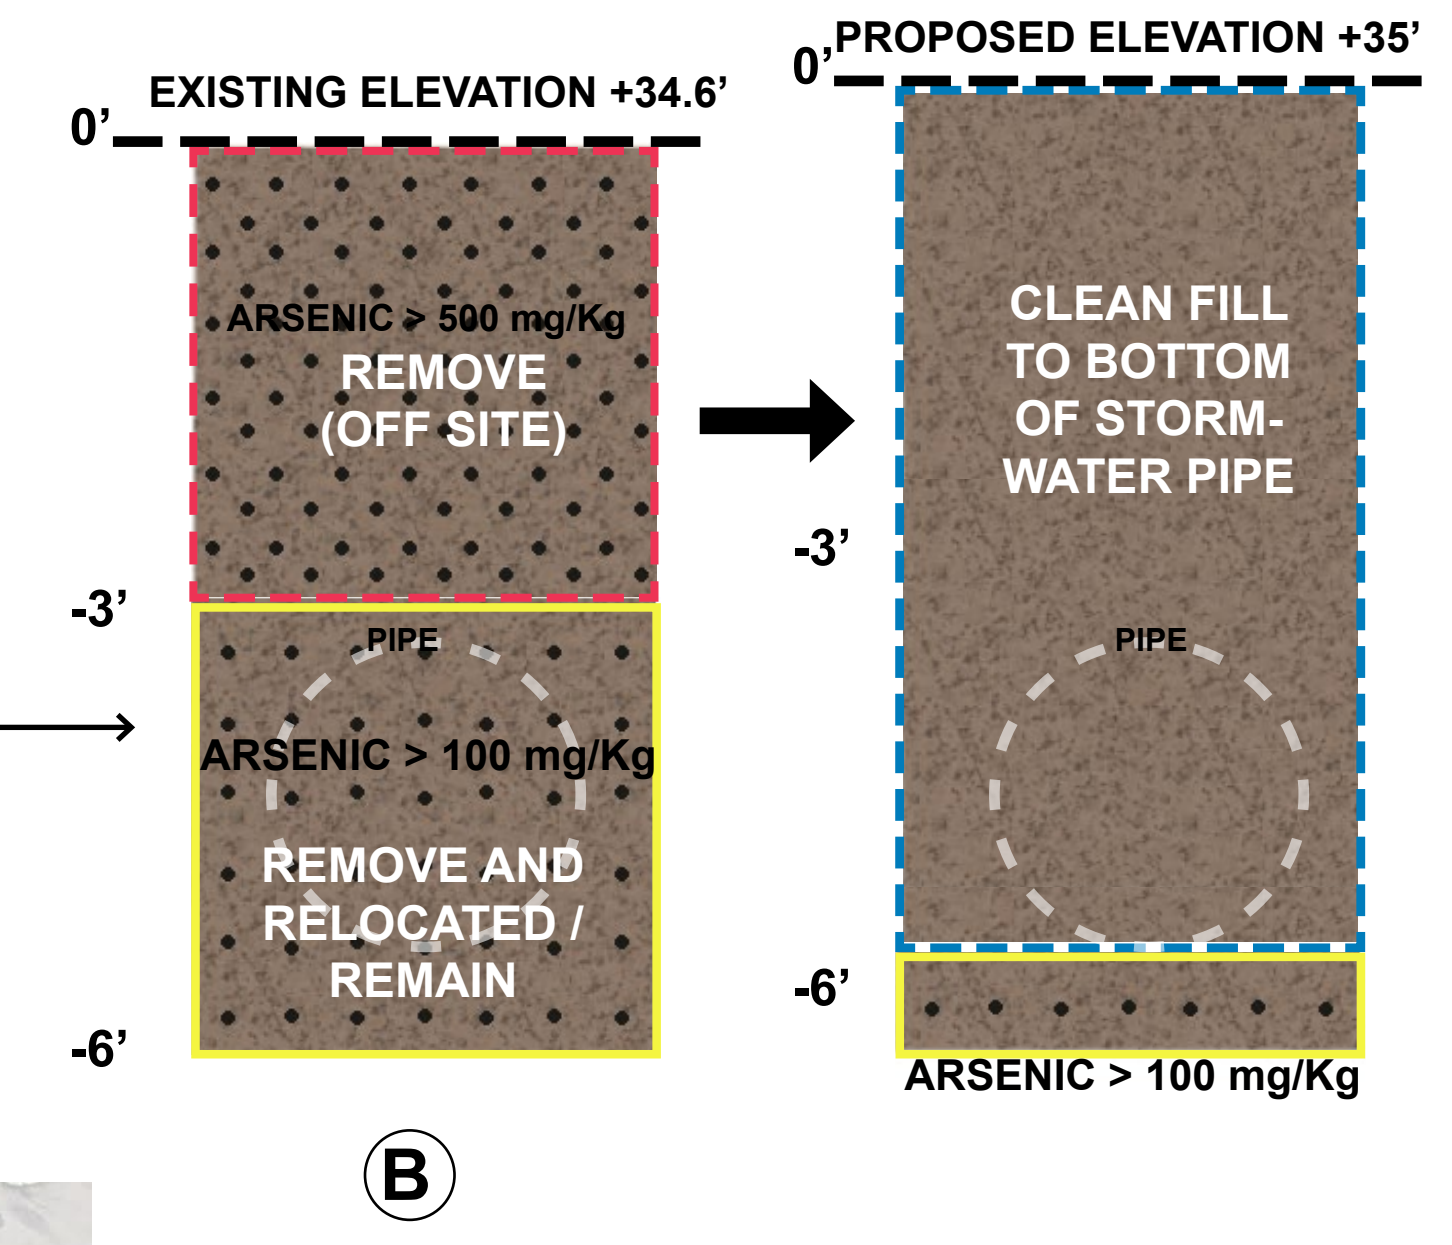 EXISTING ELEVATION +34.6’
0’
ARSENIC > 500 mg/Kg
REMOVE
(OFF SITE)
-3’
PIPE
ARSENIC > 100 mg/Kg
REMOVE AND
RELOCATED /
REMAIN
-6’
B
PROPOSED ELEVATION +35’
0’
CLEAN FILL
TO BOTTOM
OF STORM-
WATER PIPE
-3’
PIPE
-6’
ARSENIC > 100 mg/Kg